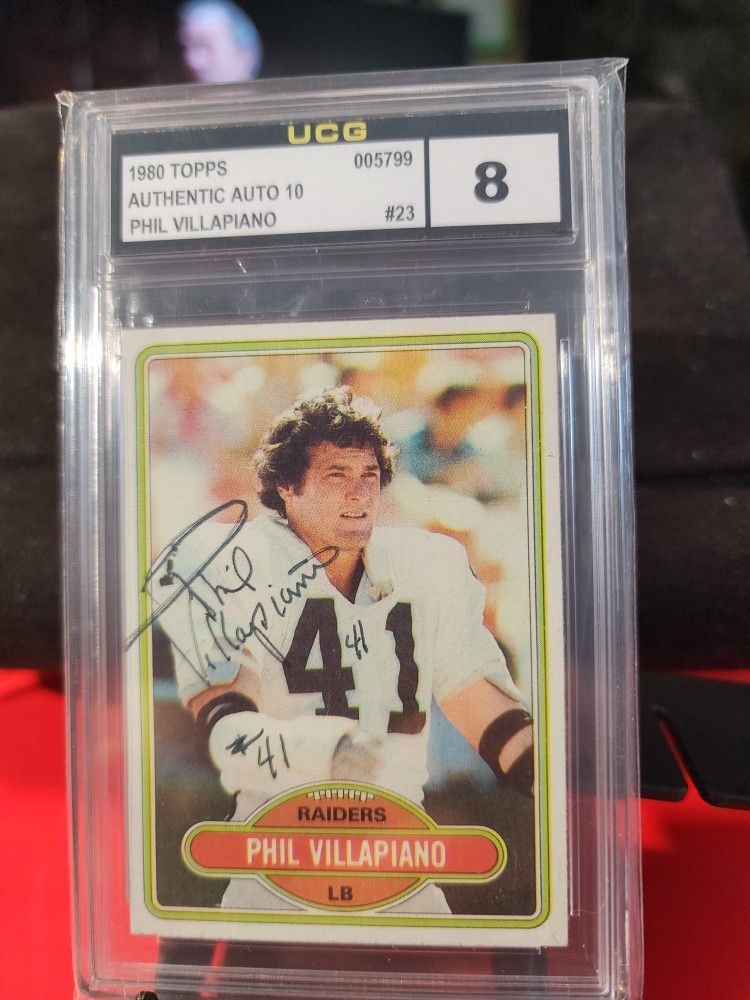 UCG
1980 TOPPS 005799
AUTHENTIC AUTO 10
PHIL VILLAPIANO #23
8
Phil
Villapiano
41
41
#41
RAIDERS
PHIL VILLAPIANO
LB